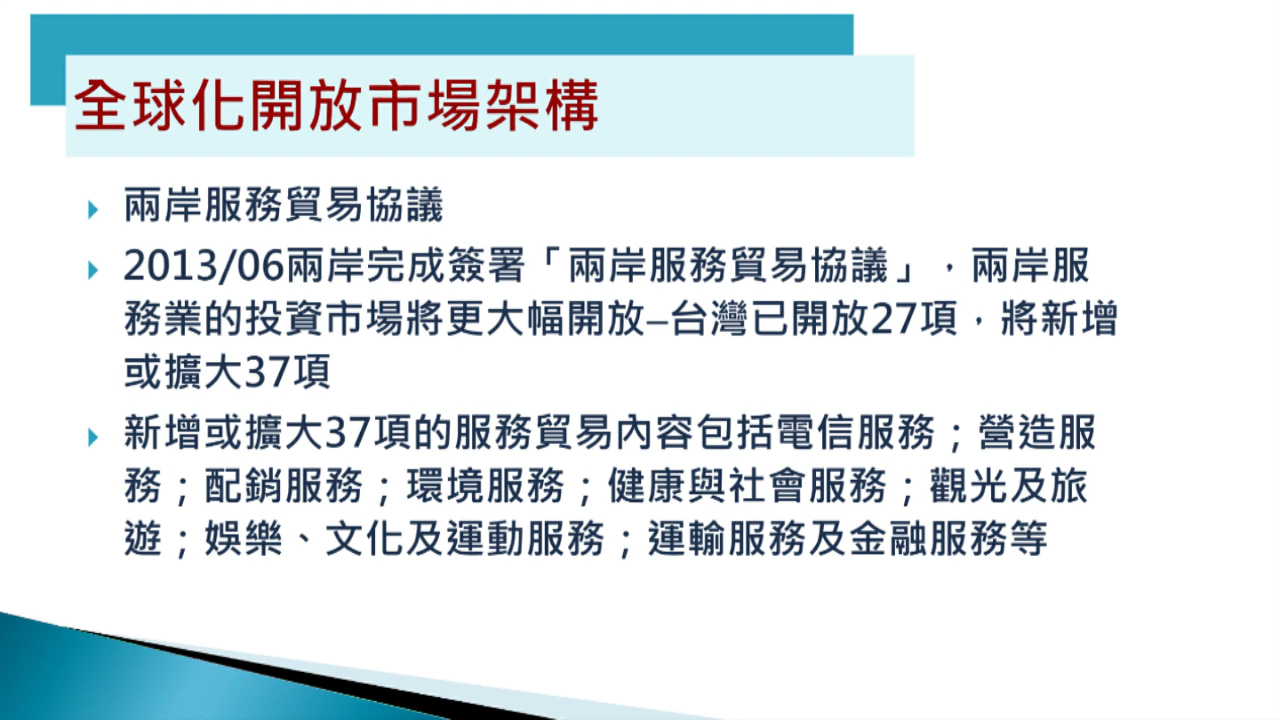 全球化開放市場架構
兩岸服務貿易協議
2013/06兩岸完成簽署「兩岸服務貿易協議」，兩岸服
務業的投資市場將更大幅開放–台灣已開放27項，將新增
或擴大37項
新增或擴大37項的服務貿易內容包括電信服務；營造服
務；配銷服務；環境服務；健康與社會服務；觀光及旅
遊；娛樂、文化及運動服務；運輸服務及金融服務等